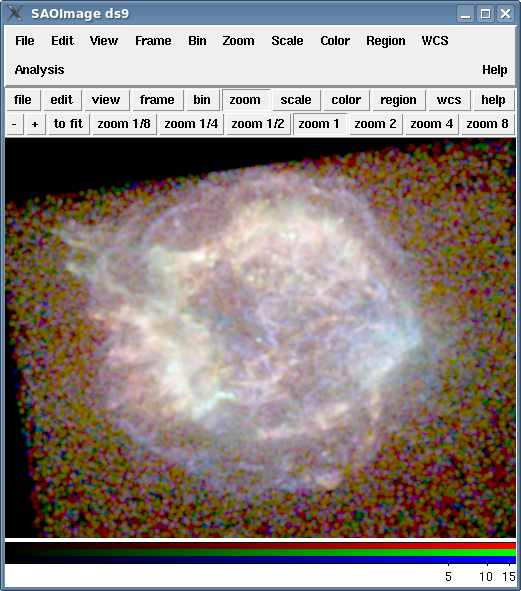 SAOImage ds9
File Edit View Frame Bin Zoom Scale Color Region WCS
Analysis Help
file edit view frame bin zoom scale color region wcs help
- + to fit zoom 1/8 zoom 1/4 zoom 1/2 zoom 1 zoom 2 zoom 4 zoom 8
5 10 15